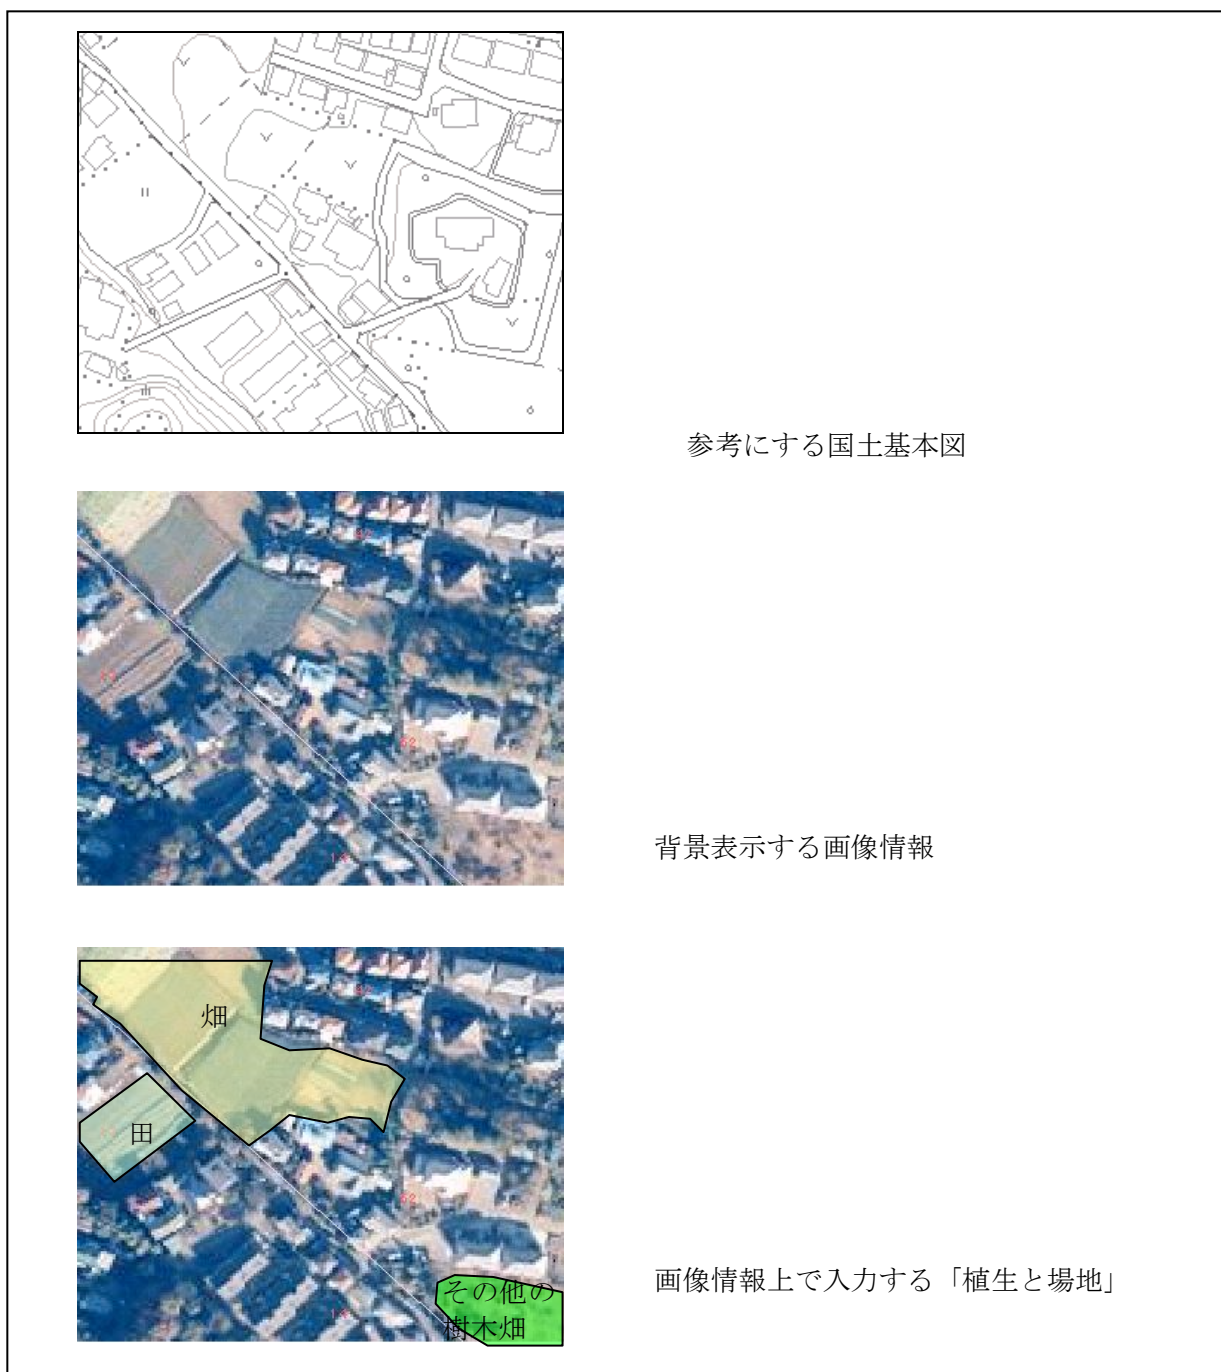 参考にする国土基本図
背景表示する画像情報
畑
田
その他の
樹木畑
画像情報上で入力する「植生と場地」